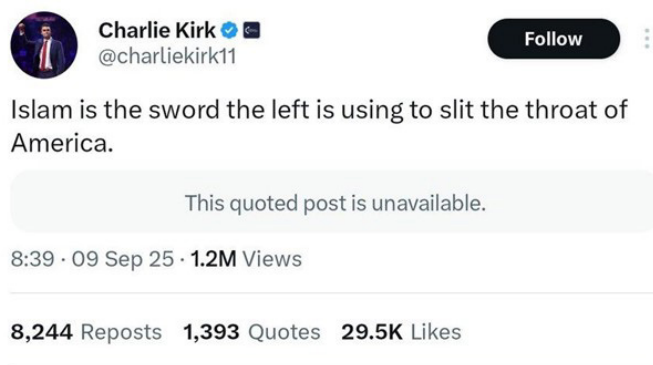 Charlie Kirk
@charliekirk11
Follow
Islam is the sword the left is using to slit the throat of
America.
This quoted post is unavailable.
8:39 · 09 Sep 25 · 1.2M Views
8,244 Reposts 1,393 Quotes 29.5K Likes